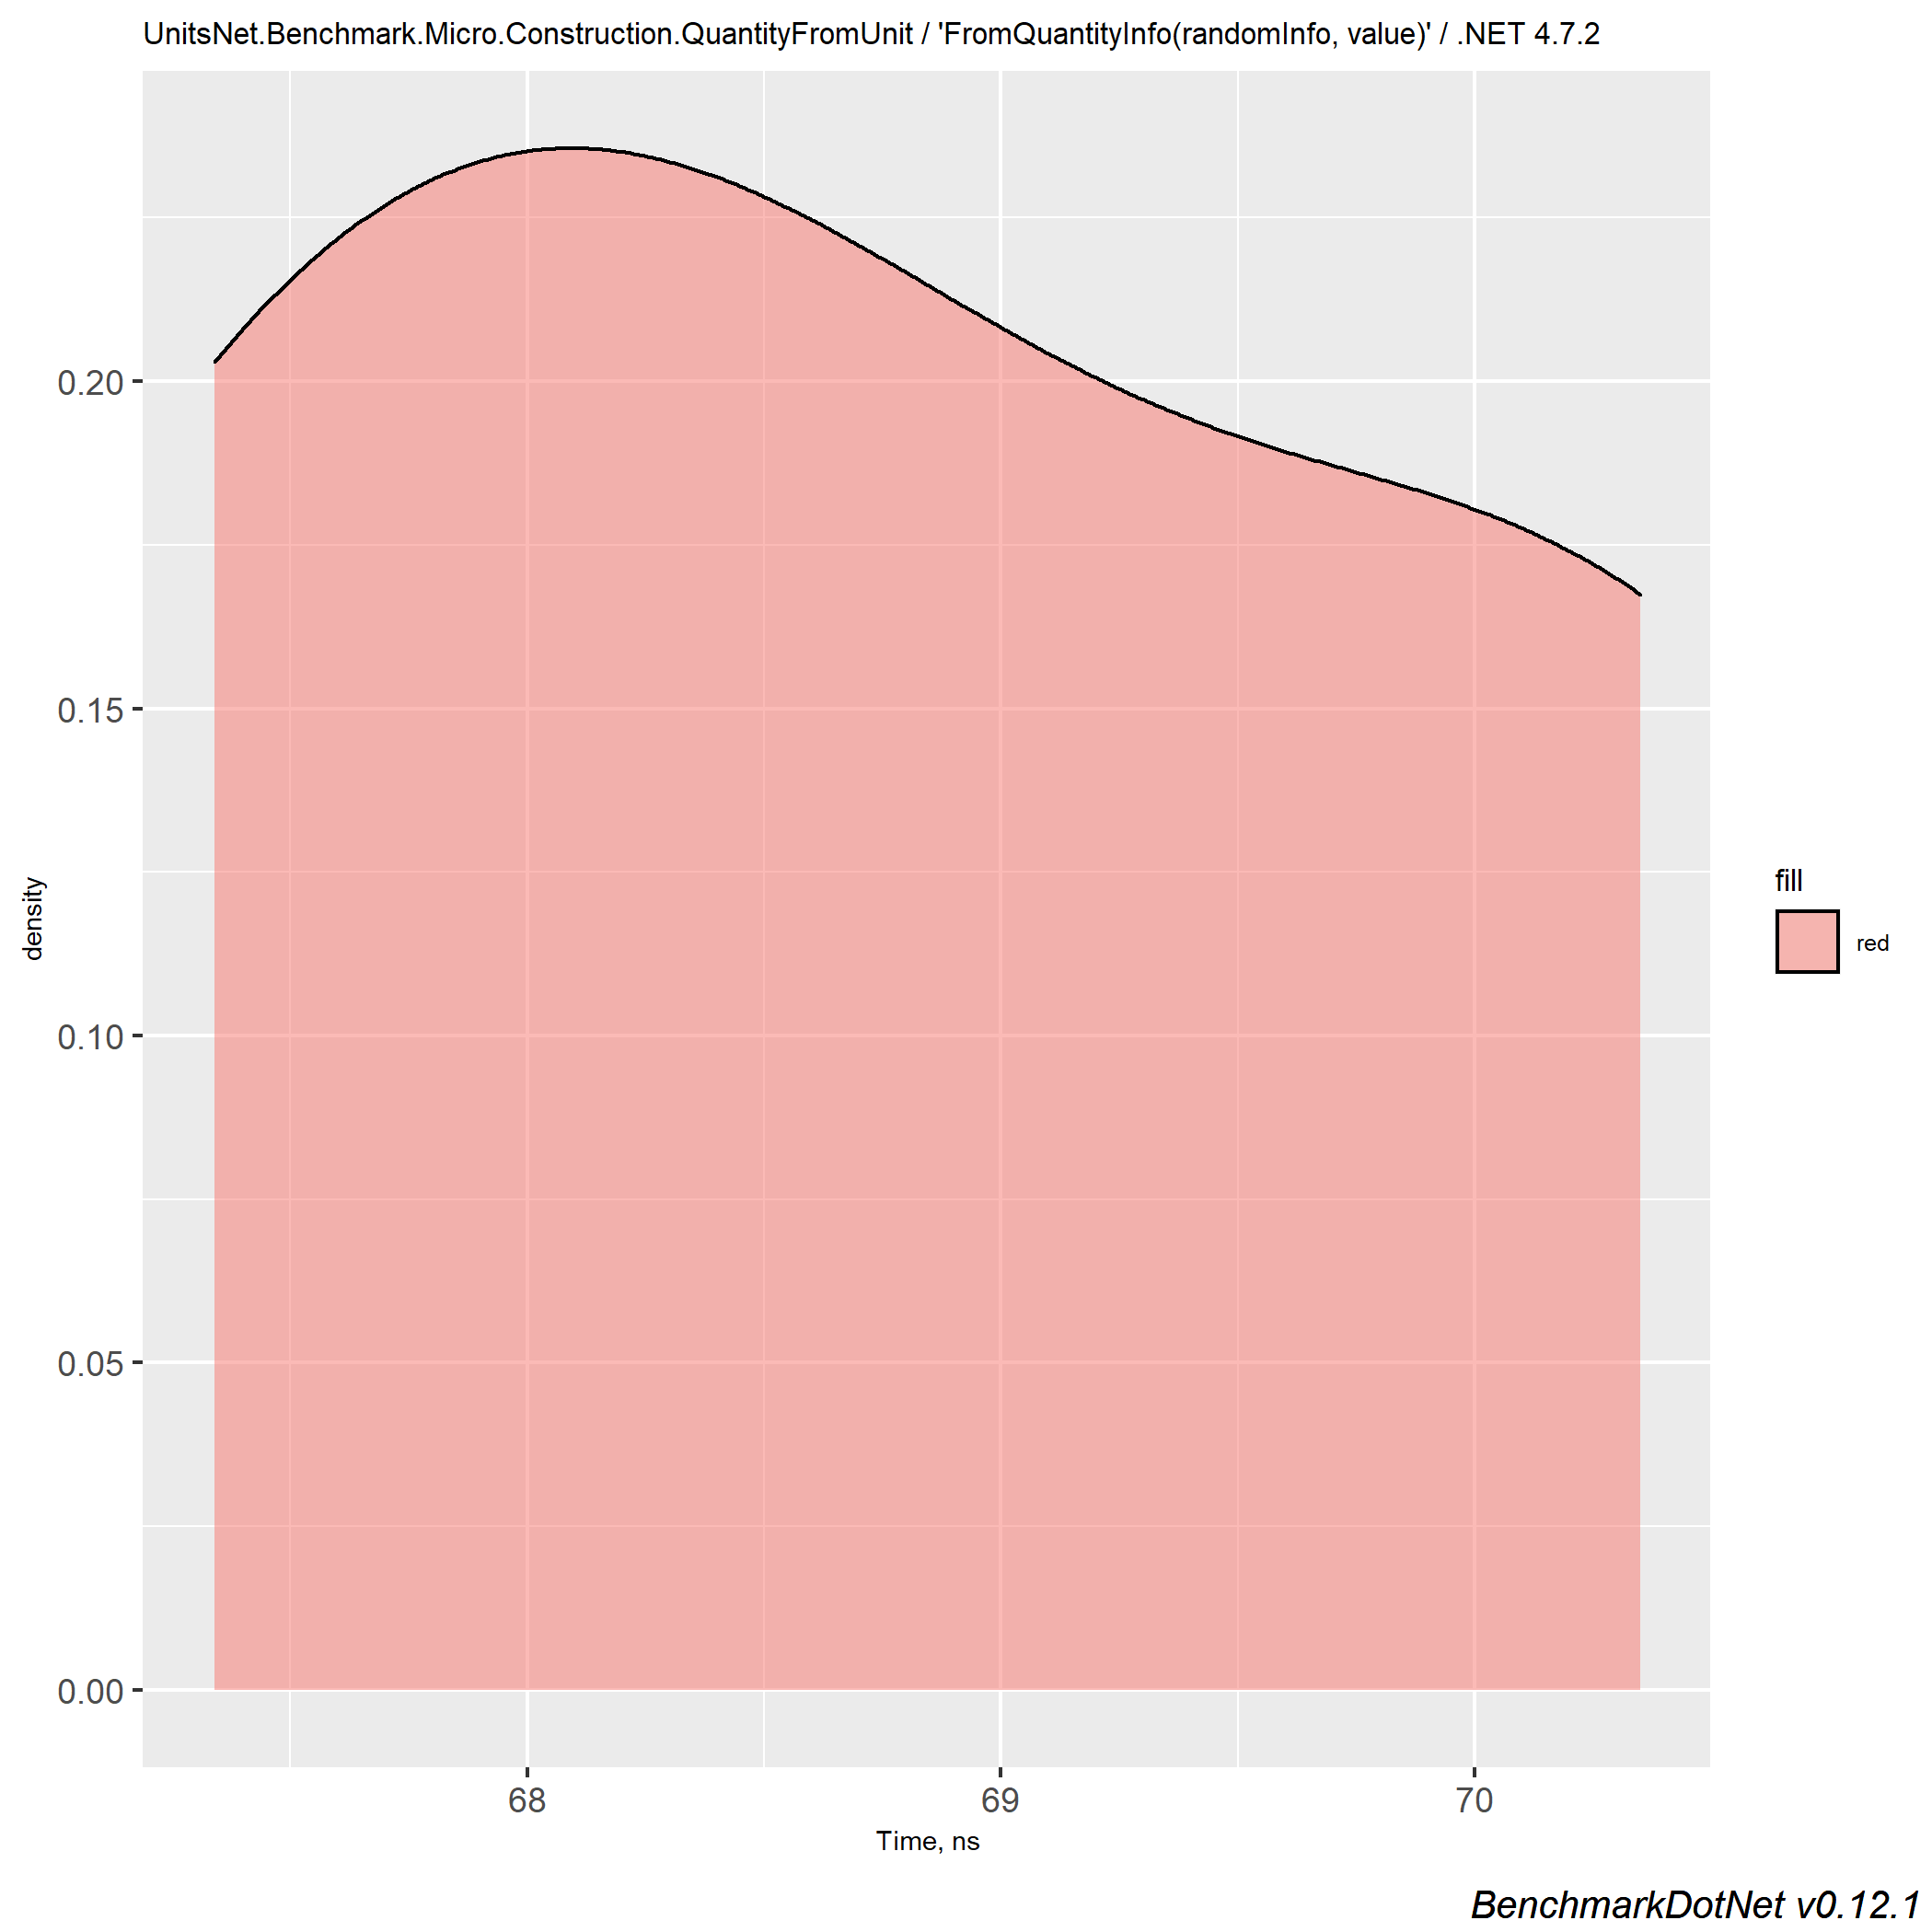 UnitsNet.Benchmark.Micro.Construction.QuantityFromUnit / 'FromQuantityInfo(randomInfo, value)' / .NET 4.7.2
0.20
0.15
0.10
0.05
0.00
density
68 69 70
Time, ns
fill
red
BenchmarkDotNet v0.12.1